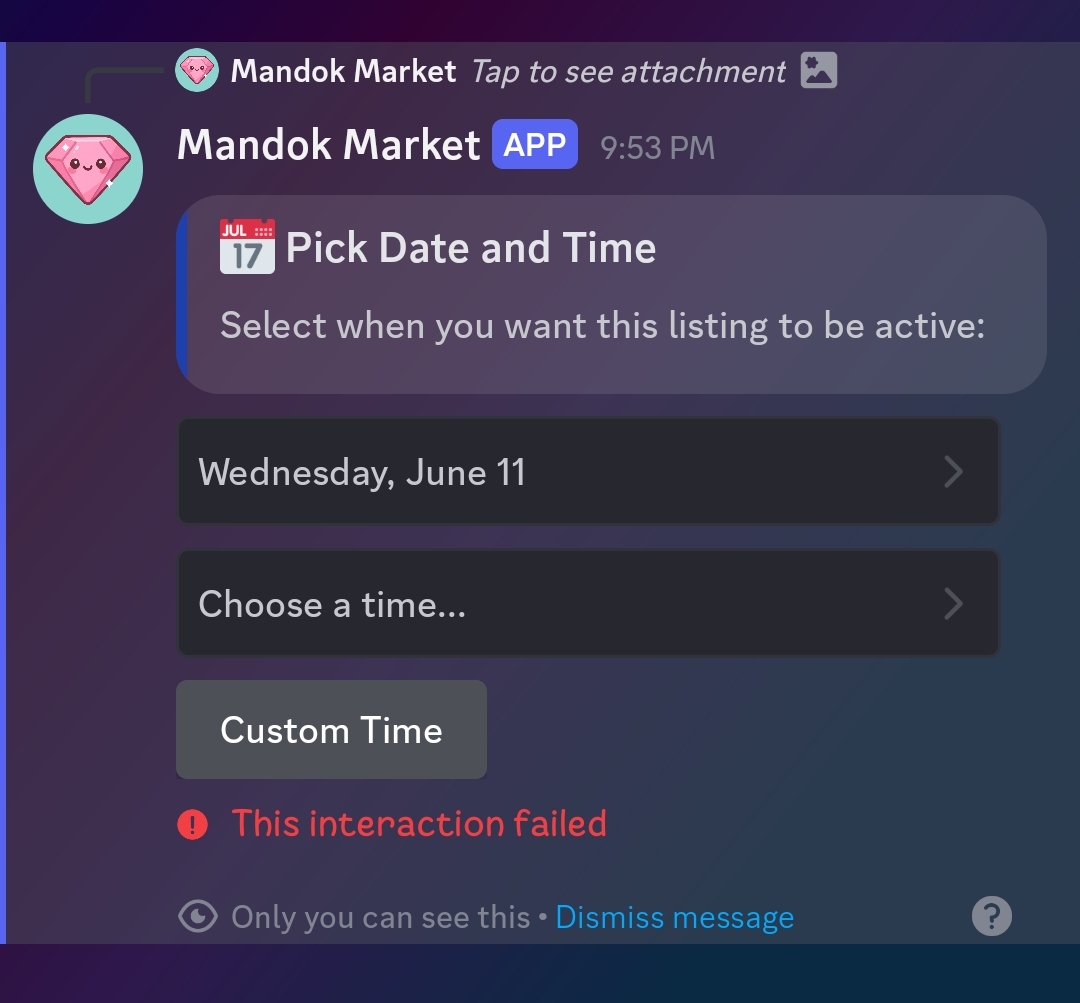 Mandok Market Tap to see attachment
Mandok Market APP 9:53 PM
JUL 17 Pick Date and Time
Select when you want this listing to be active:
Wednesday, June 11
Choose a time...
Custom Time
This interaction failed
Only you can see this • Dismiss message